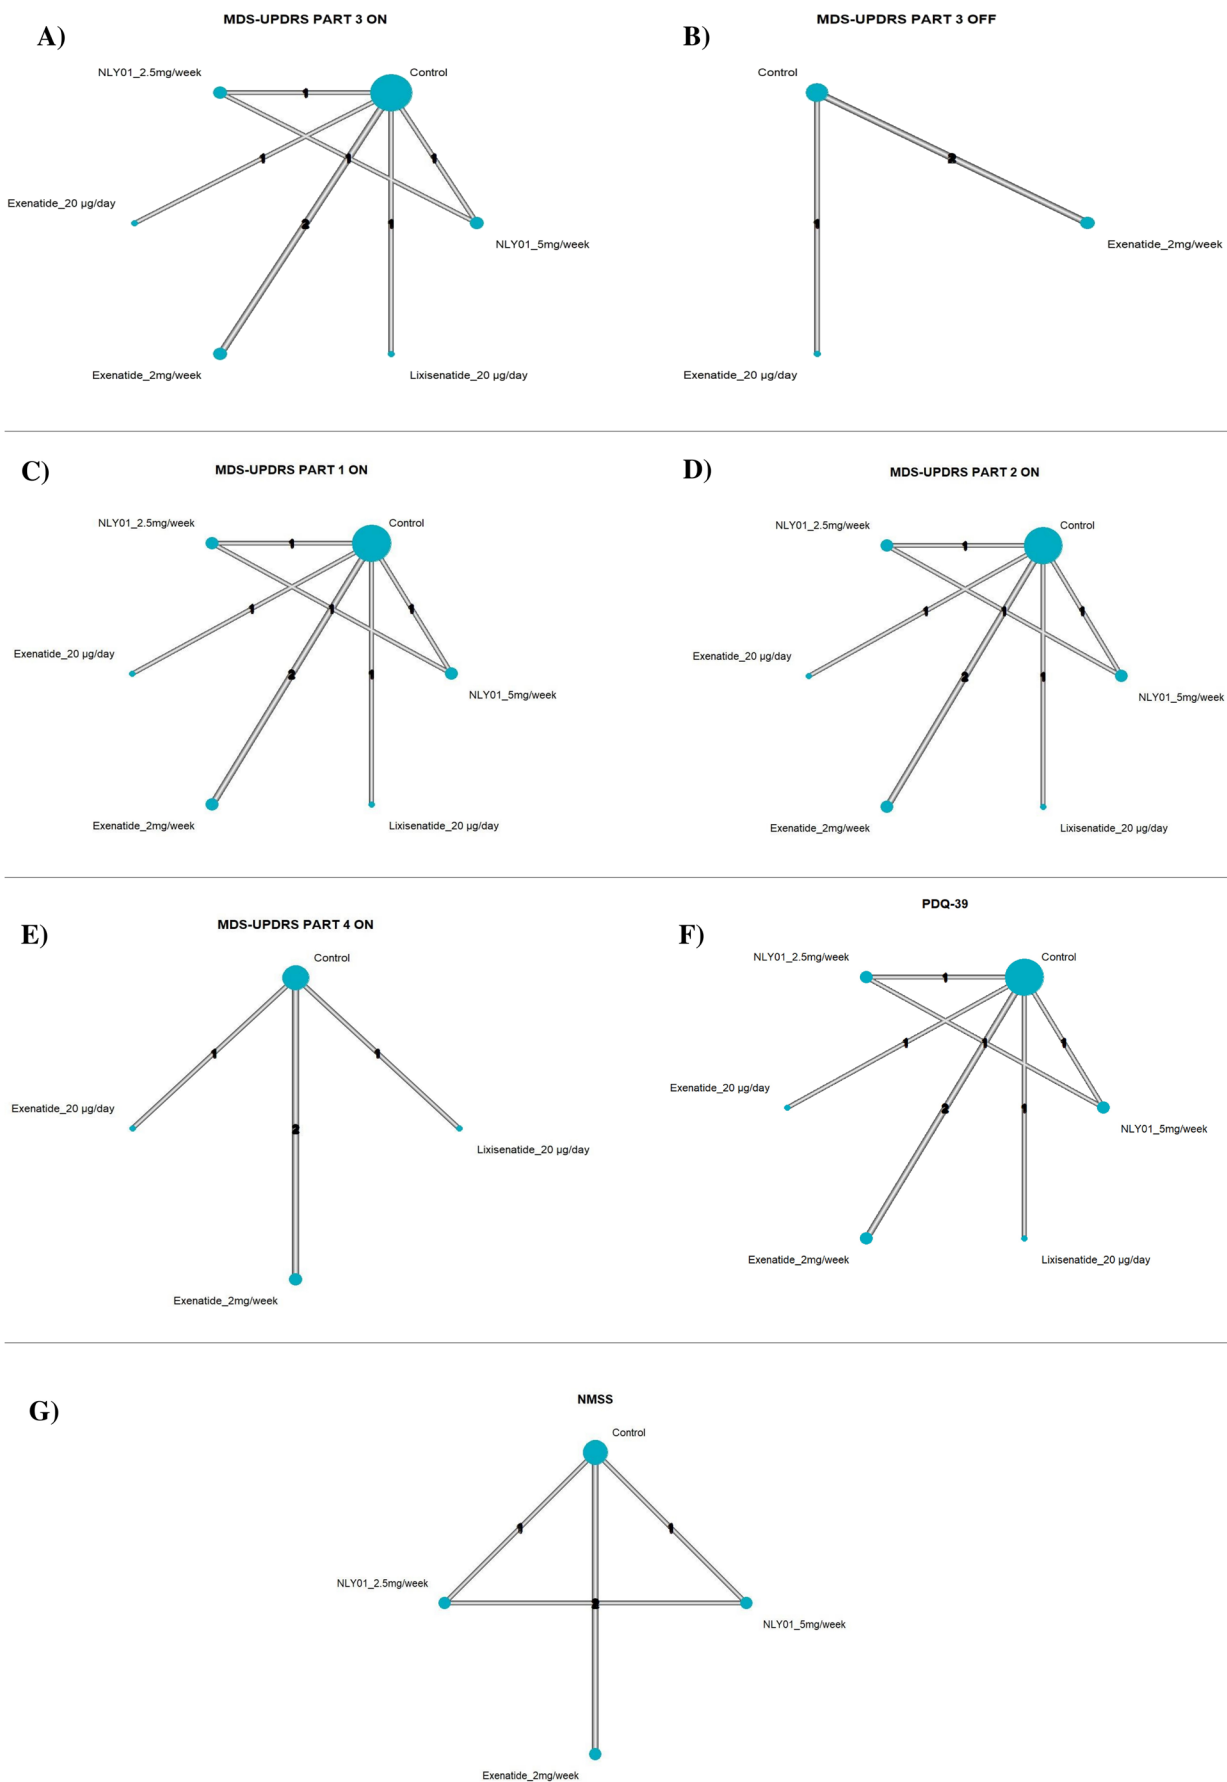 MDS-UPDRS PART 3 ON
A)
NLY01_2.5mg/week
Control
1
1
1
1
Exenatide_20 µg/day
2
1
NLY01_5mg/week
Exenatide_2mg/week
Lixisenatide_20 µg/day
MDS-UPDRS PART 3 OFF
B)
Control
2
1
Exenatide_2mg/week
Exenatide_20 µg/day
MDS-UPDRS PART 1 ON
C)
NLY01_2.5mg/week
Control
1
1
1
1
Exenatide_20 µg/day
2
1
NLY01_5mg/week
Exenatide_2mg/week
Lixisenatide_20 µg/day
MDS-UPDRS PART 2 ON
D)
NLY01_2.5mg/week
Control
1
1
1
1
Exenatide_20 µg/day
2
1
NLY01_5mg/week
Exenatide_2mg/week
Lixisenatide_20 µg/day
MDS-UPDRS PART 4 ON
E)
Control
1
1
Exenatide_20 µg/day
2
Lixisenatide_20 µg/day
Exenatide_2mg/week
PDQ-39
F)
NLY01_2.5mg/week
Control
1
1
1
1
Exenatide_20 µg/day
2
1
NLY01_5mg/week
Exenatide_2mg/week
Lixisenatide_20 µg/day
NMSS
G)
Control
1
1
NLY01_2.5mg/week
2
NLY01_5mg/week
Exenatide_2mg/week